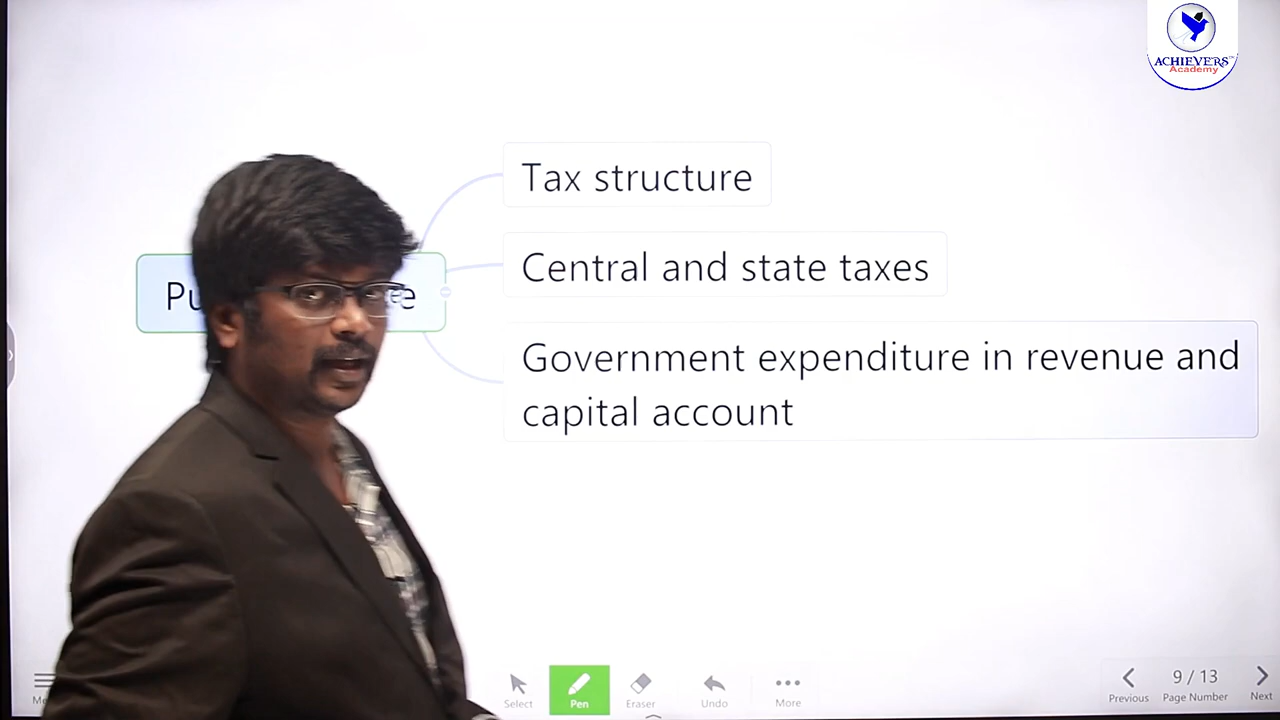 ACHIEVERS
Academy
Tax structure
Central and state taxes
Government expenditure in revenue and
capital account
Select
Pen
Eraser
Undo
More
Previous
9 / 13
Page Number
Next